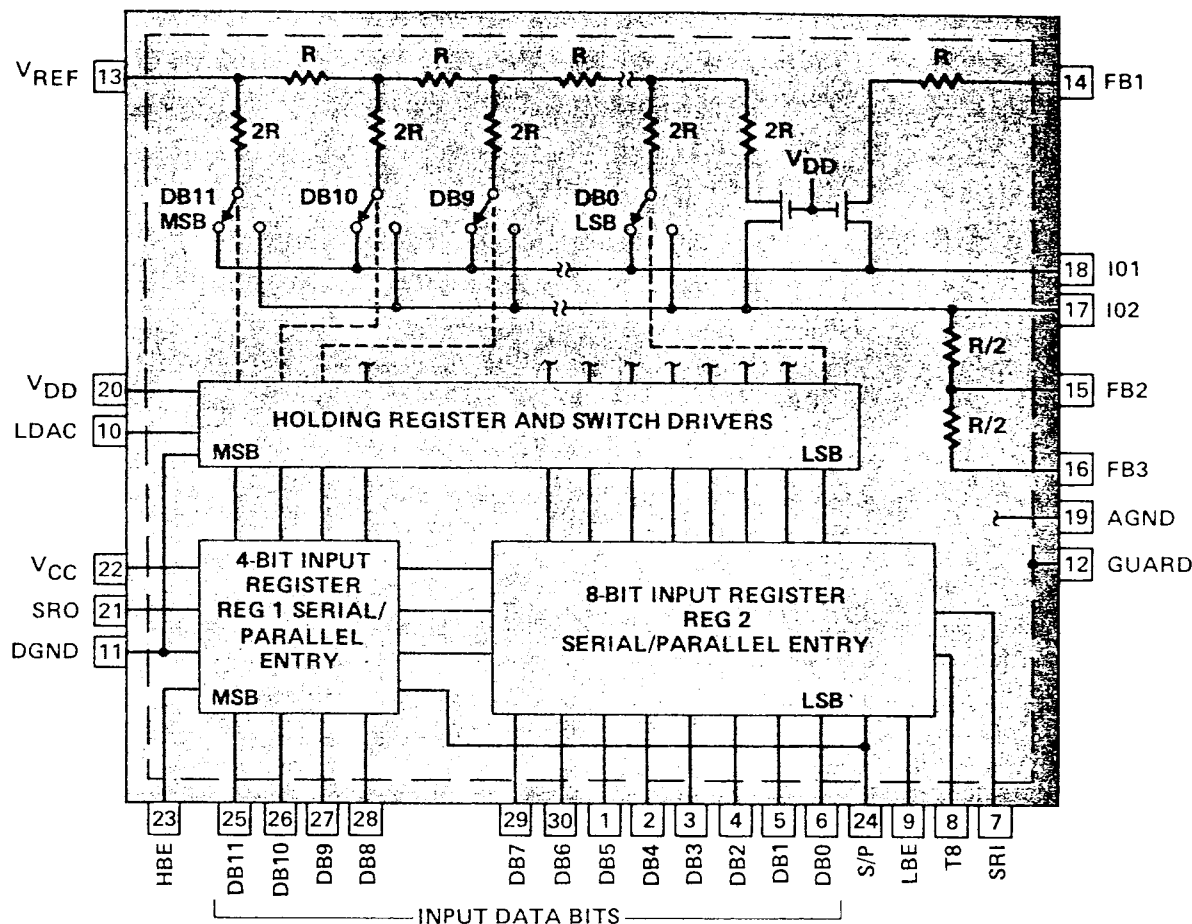 R
R
R
R
VREF 13
14 FB1
2R
2R
2R
2R
2R
VDD
DB11
MSB
DB10
DB9
DB0
LSB
18 I01
17 I02
R/2
VDD 20
15 FB2
HOLDING REGISTER AND SWITCH DRIVERS
R/2
LDAC 10
MSB
LSB
16 FB3
19 AGND
VCC 22
4-BIT INPUT
REGISTER
REG 1 SERIAL/
PARALLEL
ENTRY
8-BIT INPUT REGISTER
REG 2
SERIAL/PARALLEL ENTRY
12 GUARD
SRO 21
DGND 11
MSB
LSB
23 25 26 27 28 29 30 1 2 3 4 5 6 24 9 8 7
HBE DB11 DB10 DB9 DB8 DB7 DB6 DB5 DB4 DB3 DB2 DB1 DB0 S/P LBE T8 SRI
INPUT DATA BITS